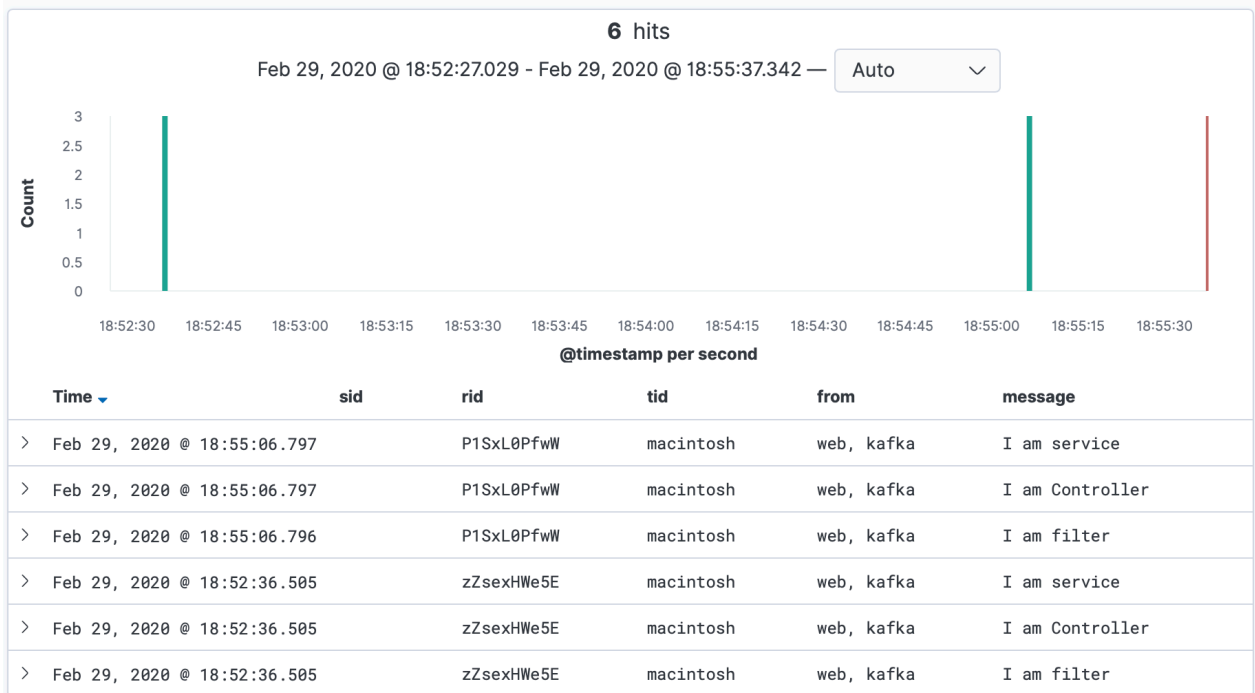 6 hits
Feb 29, 2020 @ 18:52:27.029 - Feb 29, 2020 @ 18:55:37.342 — Auto
Count
3
2.5
2
1.5
1
0.5
0
18:52:30 18:52:45 18:53:00 18:53:15 18:53:30 18:53:45 18:54:00 18:54:15 18:54:30 18:54:45 18:55:00 18:55:15 18:55:30
@timestamp per second
Time sid rid tid from message
Feb 29, 2020 @ 18:55:06.797 P1SxL0PfwW macintosh web, kafka I am service
Feb 29, 2020 @ 18:55:06.797 P1SxL0PfwW macintosh web, kafka I am Controller
Feb 29, 2020 @ 18:55:06.796 P1SxL0PfwW macintosh web, kafka I am filter
Feb 29, 2020 @ 18:52:36.505 zZsexHWe5E macintosh web, kafka I am service
Feb 29, 2020 @ 18:52:36.505 zZsexHWe5E macintosh web, kafka I am Controller
Feb 29, 2020 @ 18:52:36.505 zZsexHWe5E macintosh web, kafka I am filter